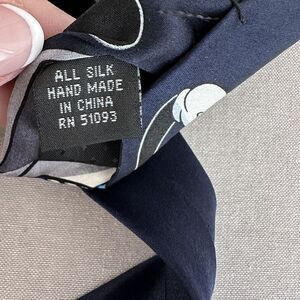 ALL SILK
HAND MADE
IN CHINA
RN 51093